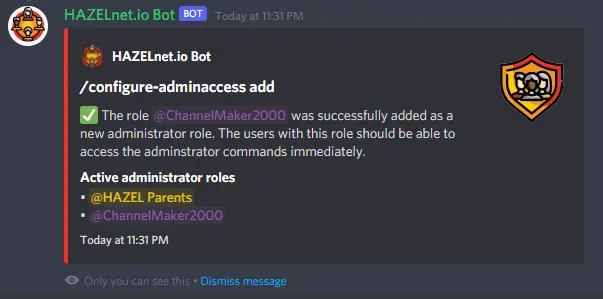 HAZELnet.io Bot BOT Today at 11:31 PM
HAZELnet.io Bot
/configure-adminaccess add
✅ The role @ChannelMaker2000 was successfully added as a
new administrator role. The users with this role should be able to
access the adminstrator commands immediately.
Active administrator roles
• @HAZEL Parents
• @ChannelMaker2000
Today at 11:31 PM
Only you can see this • Dismiss message